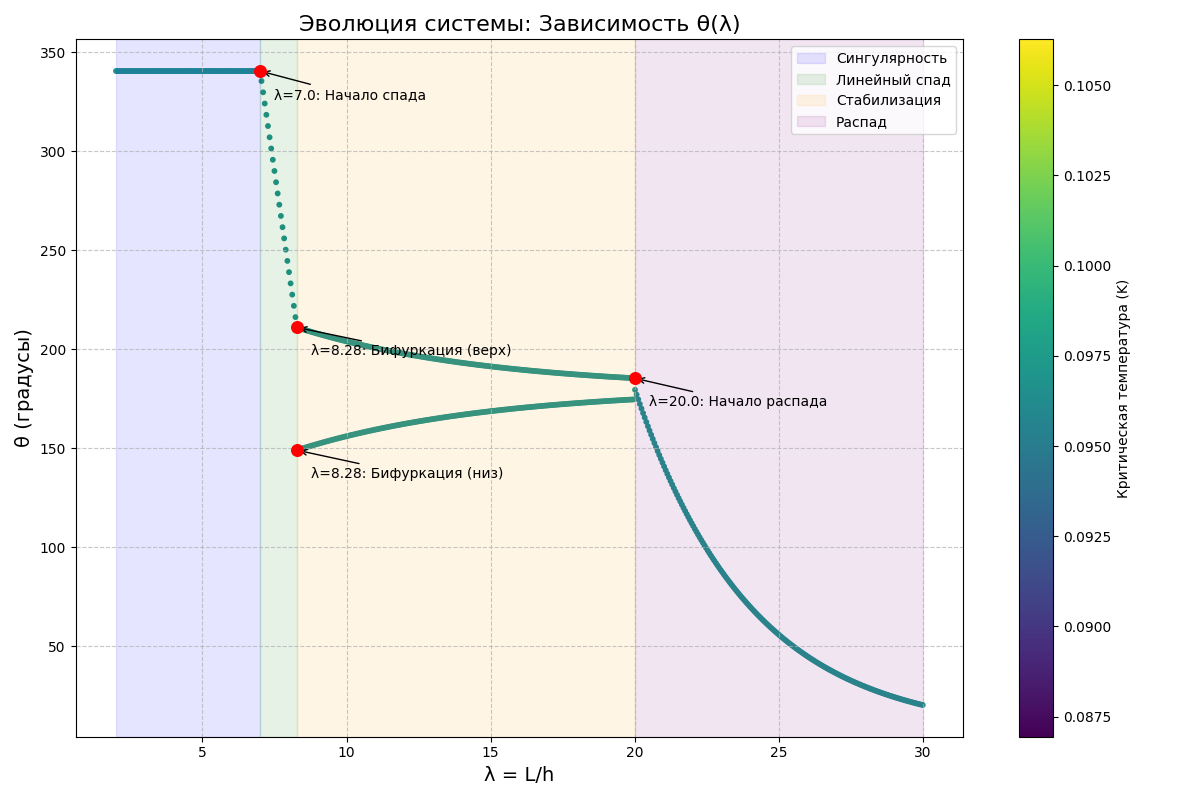 Эволюция системы: Зависимость θ(λ)
350
300
250
200
150
100
50
θ (градусы)
5
10
15
20
25
30
λ = L/h
λ=7.0: Начало спада
λ=8.28: Бифуркация (верх)
λ=8.28: Бифуркация (низ)
λ=20.0: Начало распада
Сингулярность
Линейный спад
Стабилизация
Распад
0.1050
0.1025
0.1000
0.0975
0.0950
0.0925
0.0900
0.0875
Критическая температура (K)